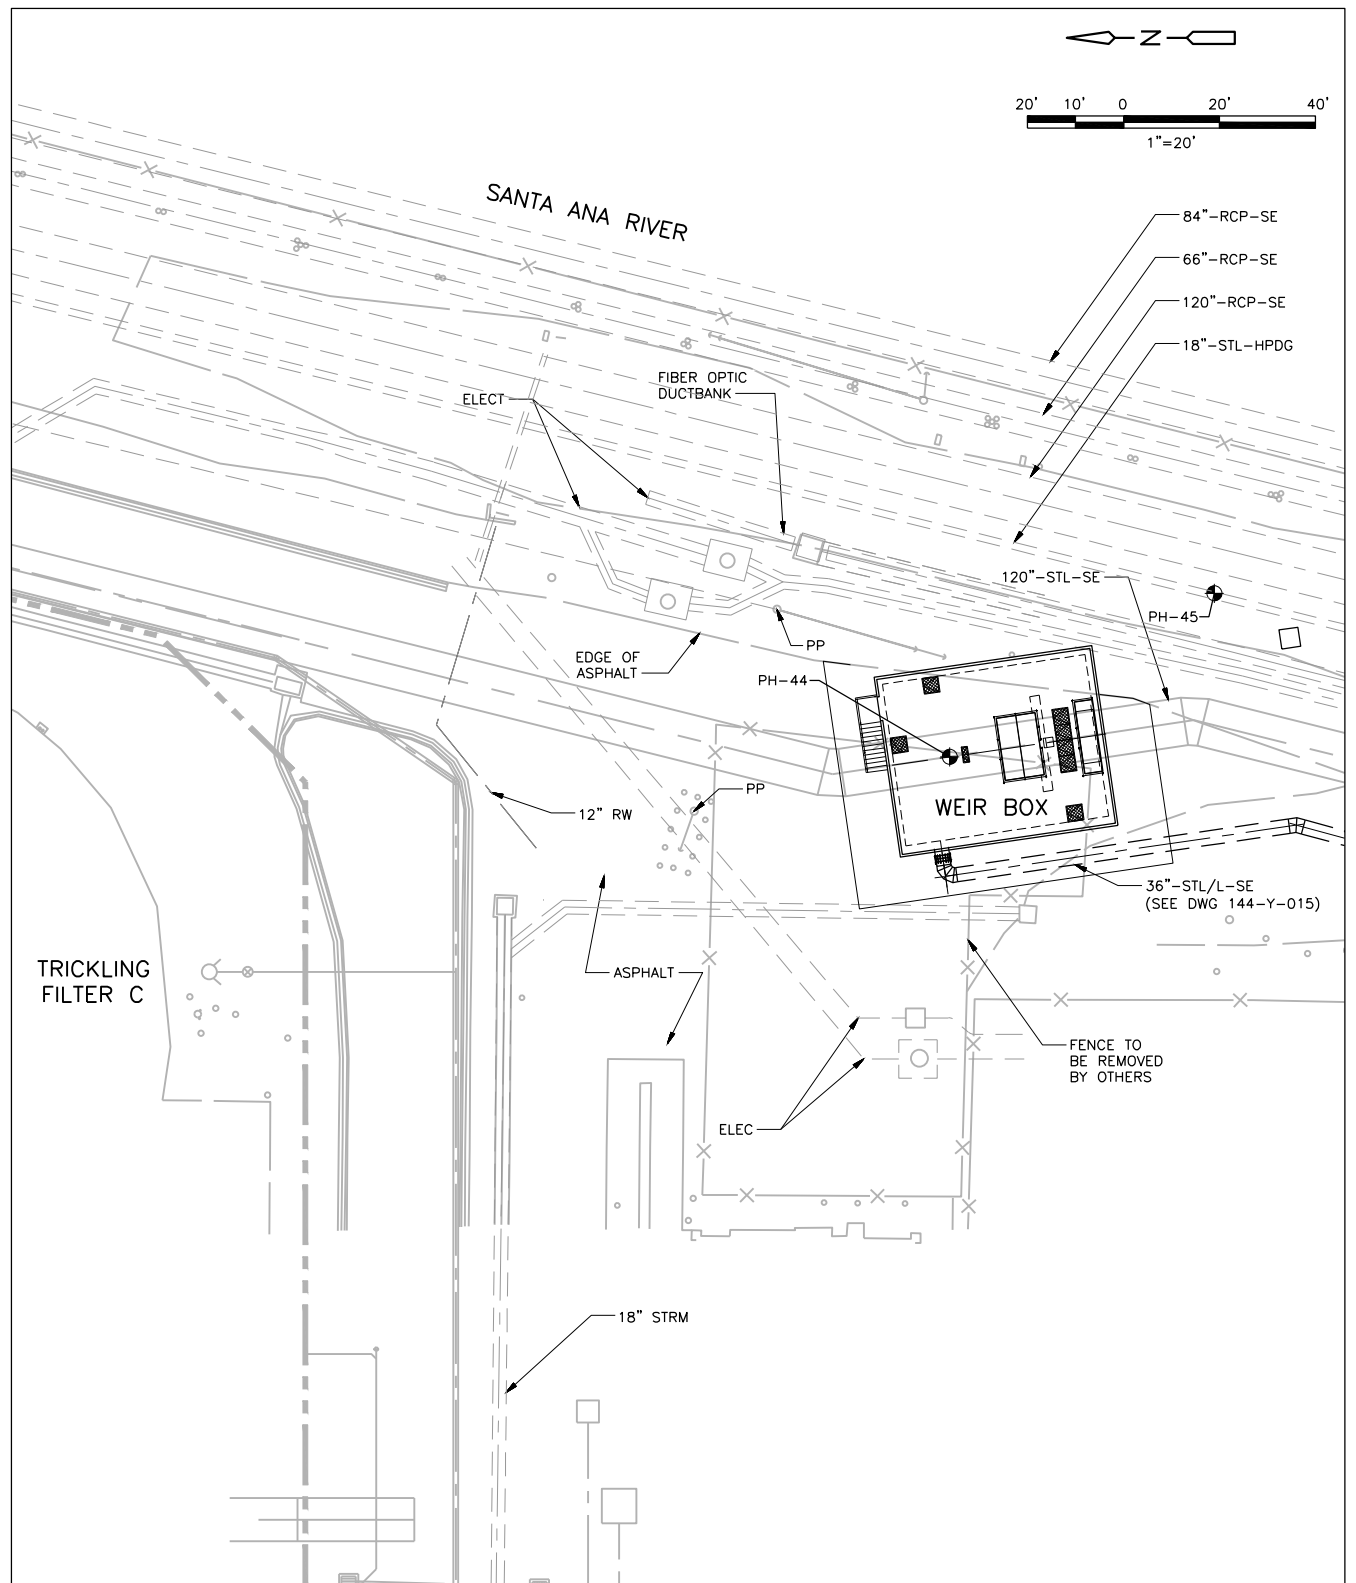 N
20' 10' 0 20' 40'
1"=20'
SANTA ANA RIVER
84"-RCP-SE
66"-RCP-SE
120"-RCP-SE
18"-STL-HPDG
FIBER OPTIC
DUCTBANK
ELECT
120"-STL-SE
PH-45
PP
EDGE OF
ASPHALT
PH-44
PP
12" RW
WEIR BOX
36"-STL/L-SE
(SEE DWG 144-Y-015)
TRICKLING
FILTER C
ASPHALT
FENCE TO
BE REMOVED
BY OTHERS
ELEC
18" STRM